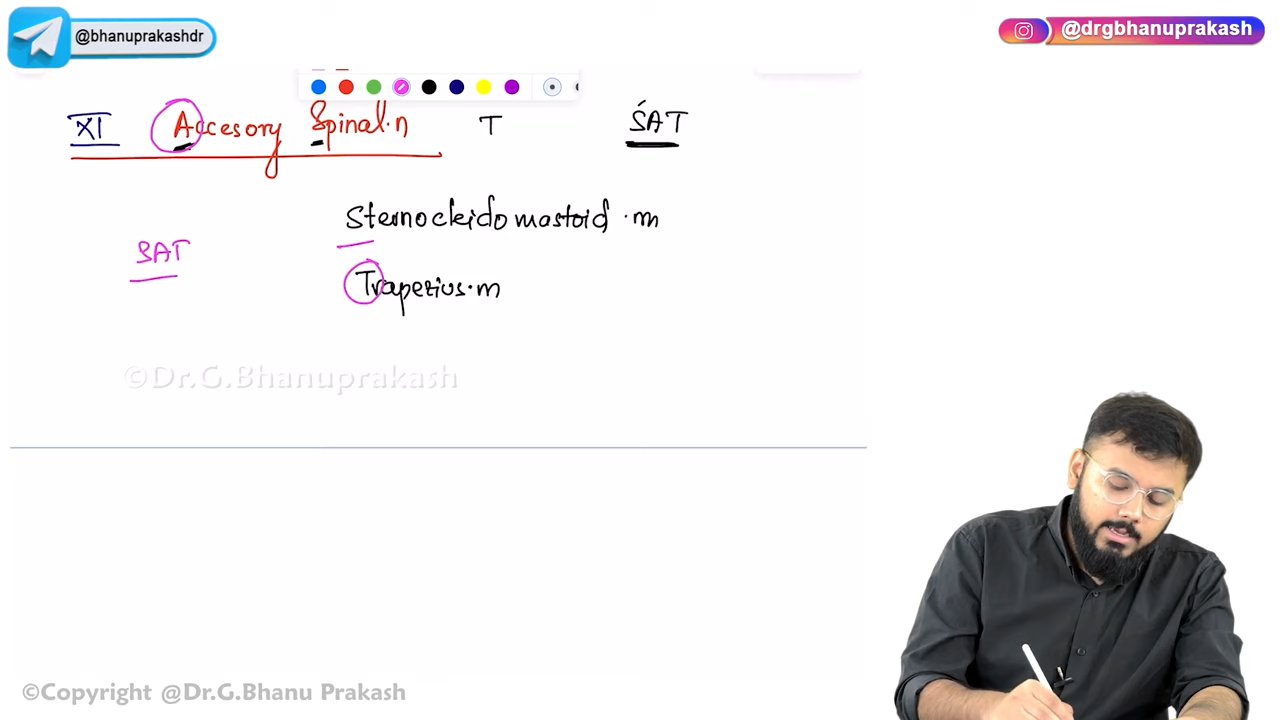 @bhanuprakashdr
@drgbhanuprakash
XI Accesory Spinal.n T SAT
Sternocleidomastoid.m
SAT
Trapezius.m
©Dr.G.Bhanuprakash
©Copyright @Dr.G.Bhanu Prakash